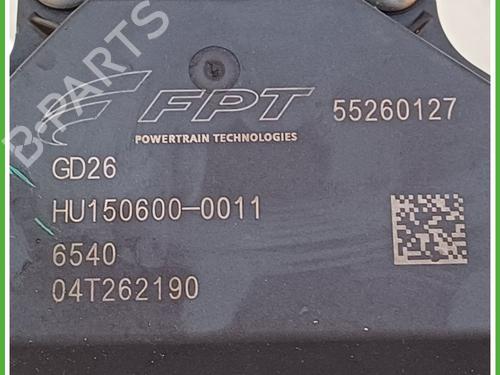 B-PARTS
FPT 55260127
POWERTRAIN TECHNOLOGIES
GD26
HU150600-0011
6540
04T262190